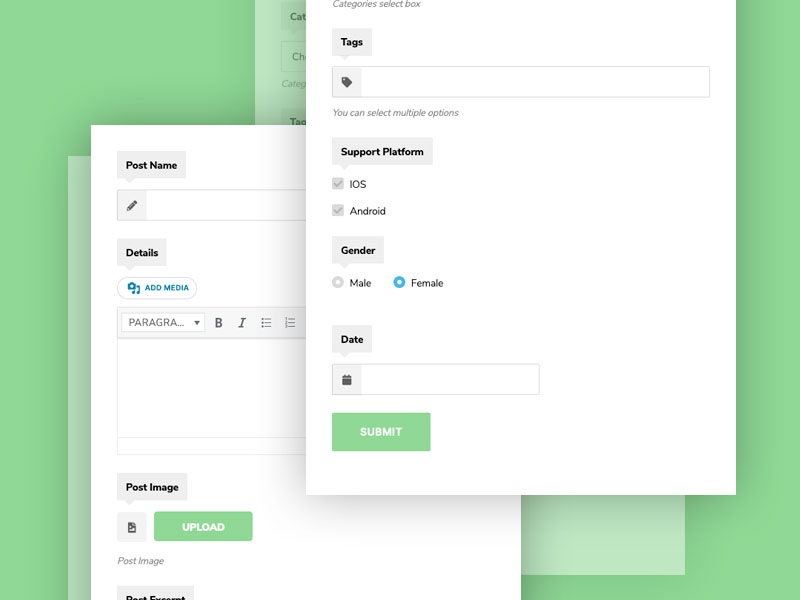 Categories select box
Tags
You can select multiple options
Support Platform
IOS
Android
Gender
Male
Female
Date
SUBMIT
Post Name
Details
ADD MEDIA
PARAGRA...
B
I
Post Image
UPLOAD
Post Image
Post Excerpt
Cat
Ch
Categ
Tag